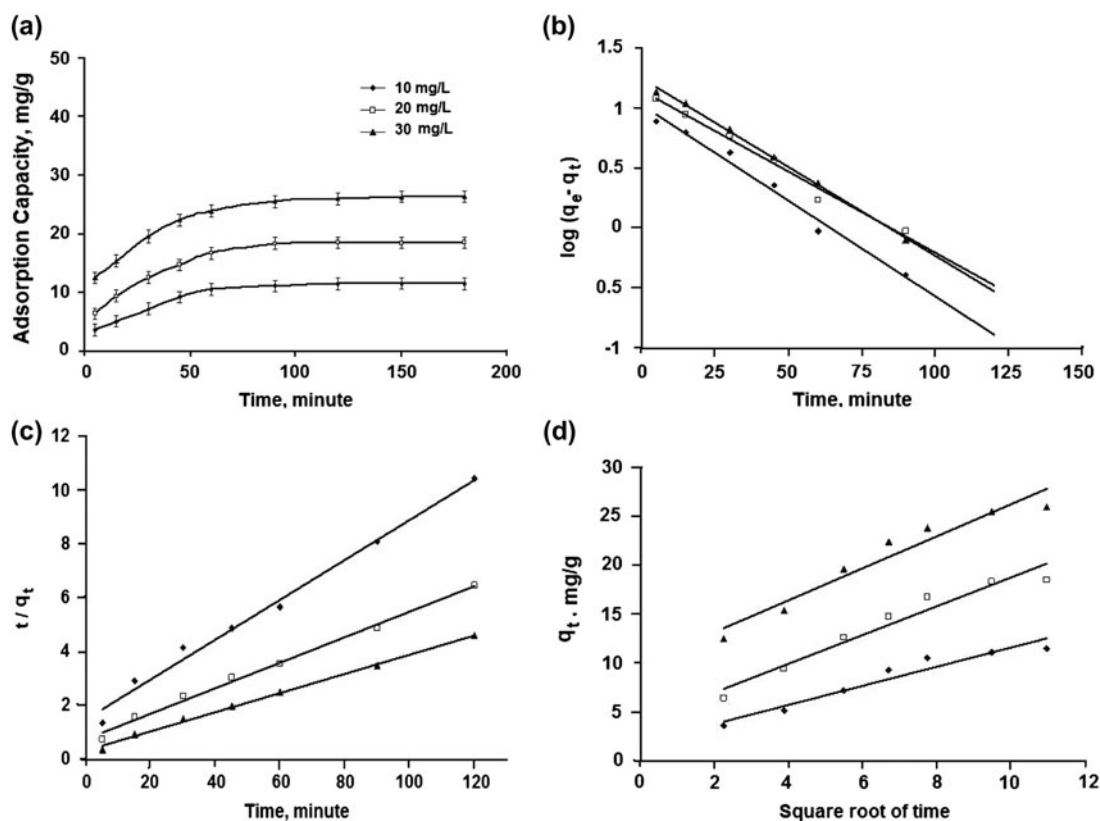 (a)
50
40
30
20
10
0
Adsorption Capacity, mg/g
10 mg/L
20 mg/L
30 mg/L
0 50 100 150 200
Time, minute
(b)
1.5
1
0.5
0
0.5
-1
log (qe- qt)
0 25 50 75 100 125 150
Time, minute
(c)
12
10
8
6
4
2
0
t / qt
0 20 40 60 80 100 120
Time, minute
(d)
30
25
20
15
10
5
0
qt , mg/g
0 2 4 6 8 10 12
Square root of time